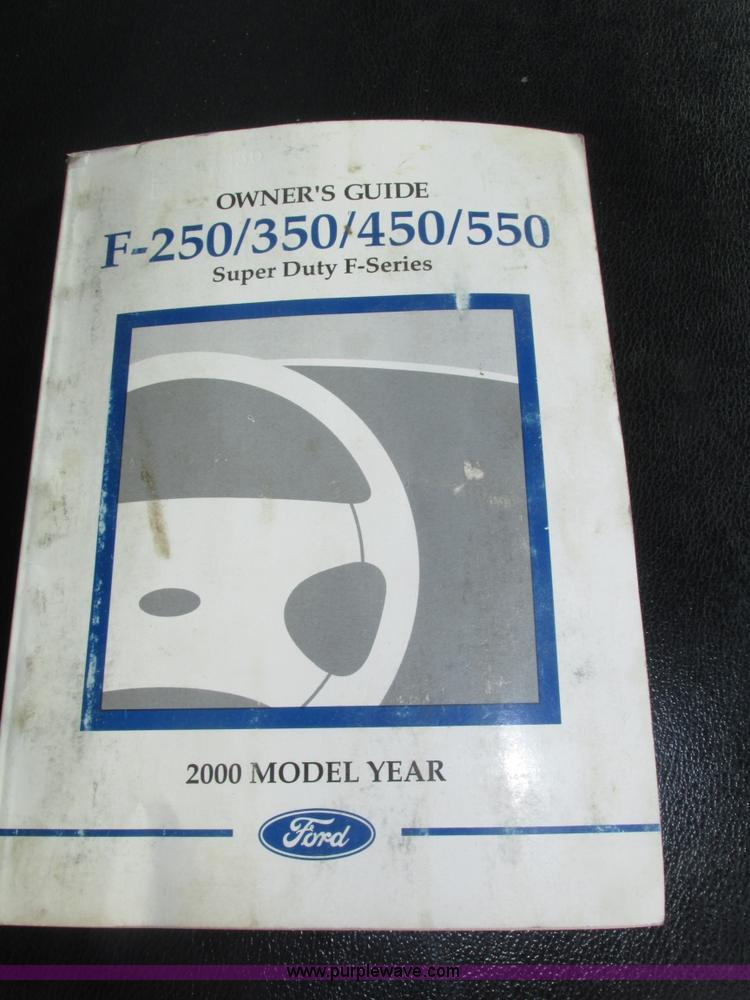 OWNER'S GUIDE
F-250/350/450/550
Super Duty F-Series
2000 MODEL YEAR
Ford
www.purplewave.com